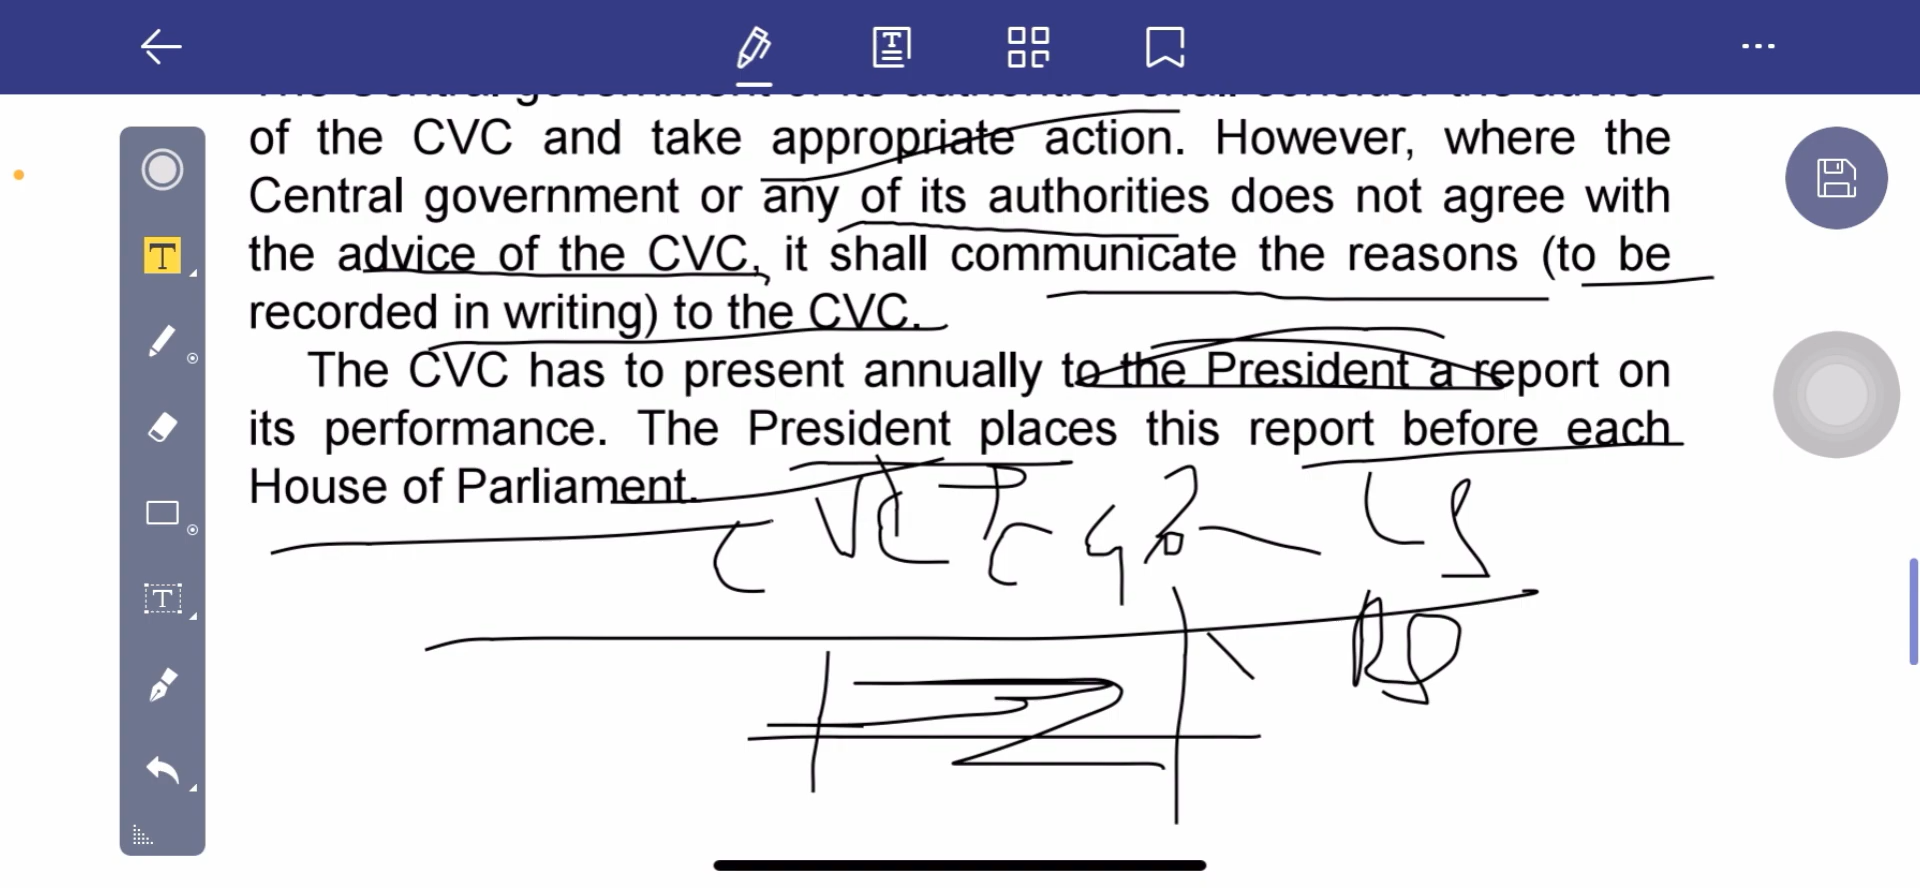 of the CVC and take appropriate action. However, where the
Central government or any of its authorities does not agree with
the advice of the CVC, it shall communicate the reasons (to be
recorded in writing) to the CVC.
The CVC has to present annually to the President a report on
its performance. The President places this report before each
House of Parliament.
LS
RS